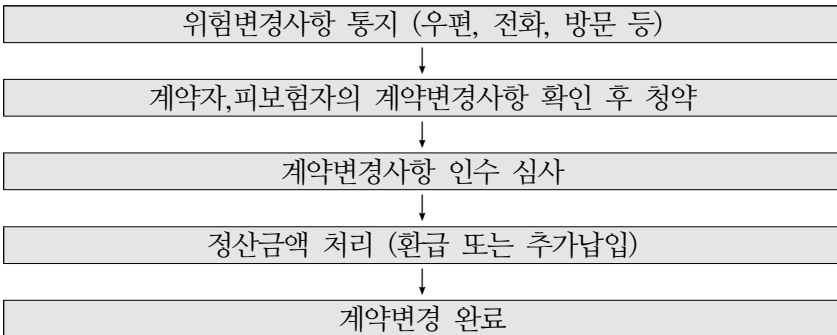 위험변경사항 통지 (우편, 전화, 방문 등)
계약자,피보험자의 계약변경사항 확인 후 청약
계약변경사항 인수 심사
정산금액 처리 (환급 또는 추가납입)
계약변경 완료